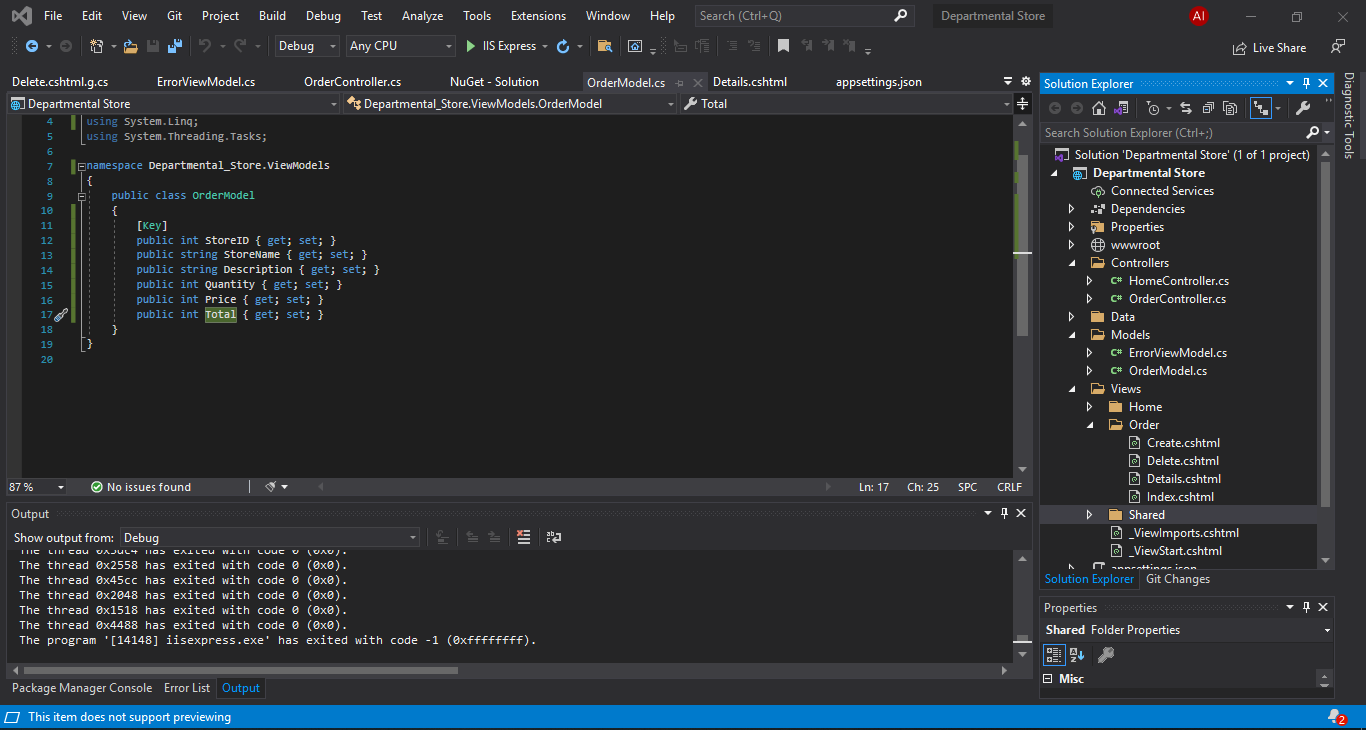 File Edit View Git Project Build Debug Test Analyze Tools Extensions Window Help Search (Ctrl+Q) Departmental Store AI
Debug Any CPU IIS Express Live Share
Delete.cshtml.g.cs ErrorViewModel.cs OrderController.cs NuGet - Solution OrderModel.cs Details.cshtml appsettings.json
Departmental Store Departmental_Store.ViewModels.OrderModel Total
4 using System.Linq;
5 using System.Threading.Tasks;
6
7 namespace Departmental_Store.ViewModels
8 {
9 public class OrderModel
10 {
11 [Key]
12 public int StoreID { get; set; }
13 public string StoreName { get; set; }
14 public string Description { get; set; }
15 public int Quantity { get; set; }
16 public int Price { get; set; }
17 public int Total { get; set; }
18 }
19 }
20
87 % No issues found Ln: 17 Ch: 25 SPC CRLF
Output
Show output from: Debug
has exited with code 0 (0x0).
The thread 0x2558 has exited with code 0 (0x0).
The thread 0x45cc has exited with code 0 (0x0).
The thread 0x2048 has exited with code 0 (0x0).
The thread 0x1518 has exited with code 0 (0x0).
The thread 0x4488 has exited with code 0 (0x0).
The program '[14148] iisexpress.exe' has exited with code -1 (0xffffffff).
Package Manager Console Error List Output
Solution Explorer
Search Solution Explorer (Ctrl+;)
Solution 'Departmental Store' (1 of 1 project)
Departmental Store
Connected Services
Dependencies
Properties
wwwroot
Controllers
C# HomeController.cs
C# OrderController.cs
Data
Models
C# ErrorViewModel.cs
C# OrderModel.cs
Views
Home
Order
Create.cshtml
Delete.cshtml
Details.cshtml
Index.cshtml
Shared
_ViewImports.cshtml
_ViewStart.cshtml
appsettings.json
Solution Explorer Git Changes
Properties
Shared Folder Properties
Misc
Diagnostic Tools
This item does not support previewing 2